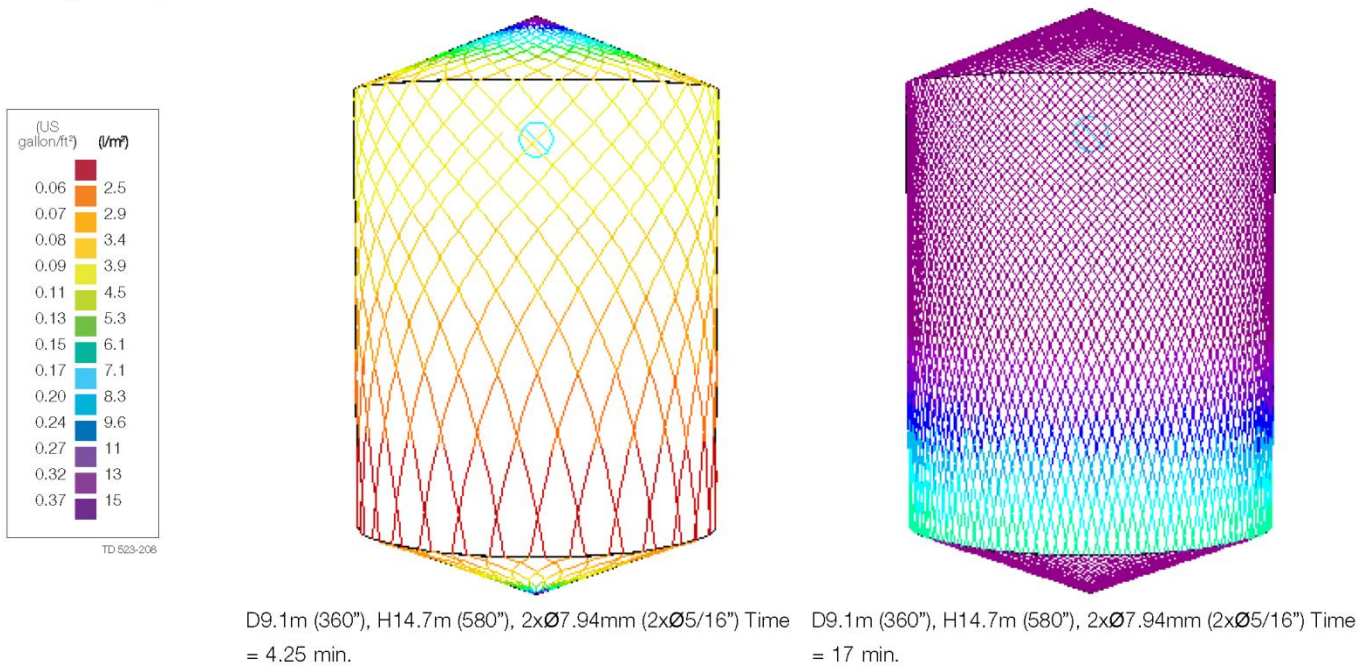 (US
gallon/ft²) (l/m²)
0.06 2.5
0.07 2.9
0.08 3.4
0.09 3.9
0.11 4.5
0.13 5.3
0.15 6.1
0.17 7.1
0.20 8.3
0.24 9.6
0.27 11
0.32 13
0.37 15
TD 523-208
D9.1m (360”), H14.7m (580”), 2xØ7.94mm (2xØ5/16”) Time
= 4.25 min.
D9.1m (360”), H14.7m (580”), 2xØ7.94mm (2xØ5/16”) Time
= 17 min.